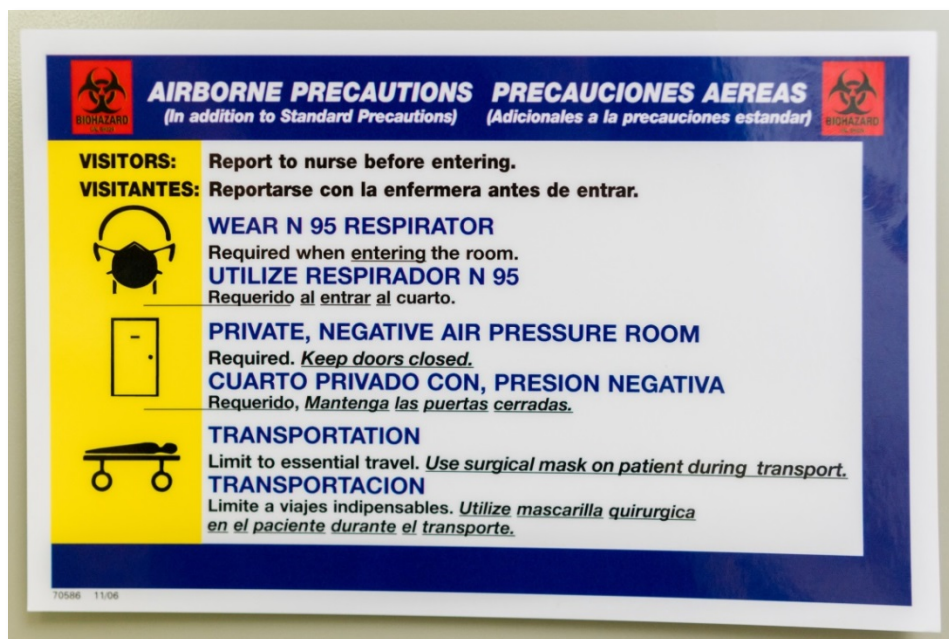 AIRBORNE PRECAUTIONS PRECAUCIONES AEREAS
(In addition to Standard Precautions) (Adicionales a la precauciones estandar)
BIOHAZARD
BIOHAZARD
VISITORS: Report to nurse before entering.
VISITANTES: Reportarse con la enfermera antes de entrar.
WEAR N 95 RESPIRATOR
Required when entering the room.
UTILIZE RESPIRADOR N 95
Requerido al entrar al cuarto.
PRIVATE, NEGATIVE AIR PRESSURE ROOM
Required. Keep doors closed.
CUARTO PRIVADO CON, PRESION NEGATIVA
Requerido, Mantenga las puertas cerradas.
TRANSPORTATION
Limit to essential travel. Use surgical mask on patient during transport.
TRANSPORTACION
Limite a viajes indipensables. Utilize mascarilla quirurgica
en el paciente durante el transporte.
70586 11/06